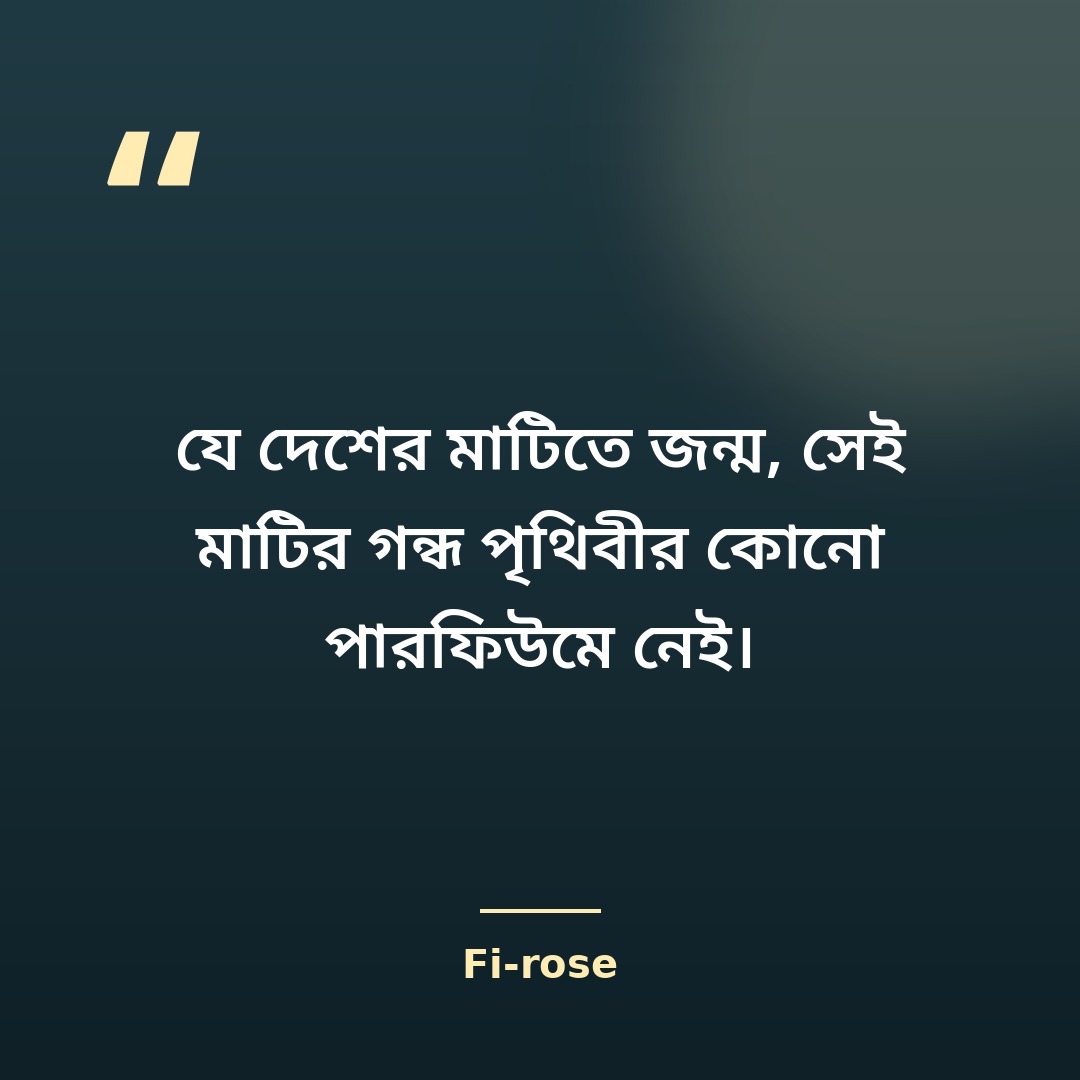 “
যে দেশের মাটিতে জন্ম, সেই
মাটির গন্ধ পৃথিবীর কোনো
পারফিউমে নেই।
Fi-rose